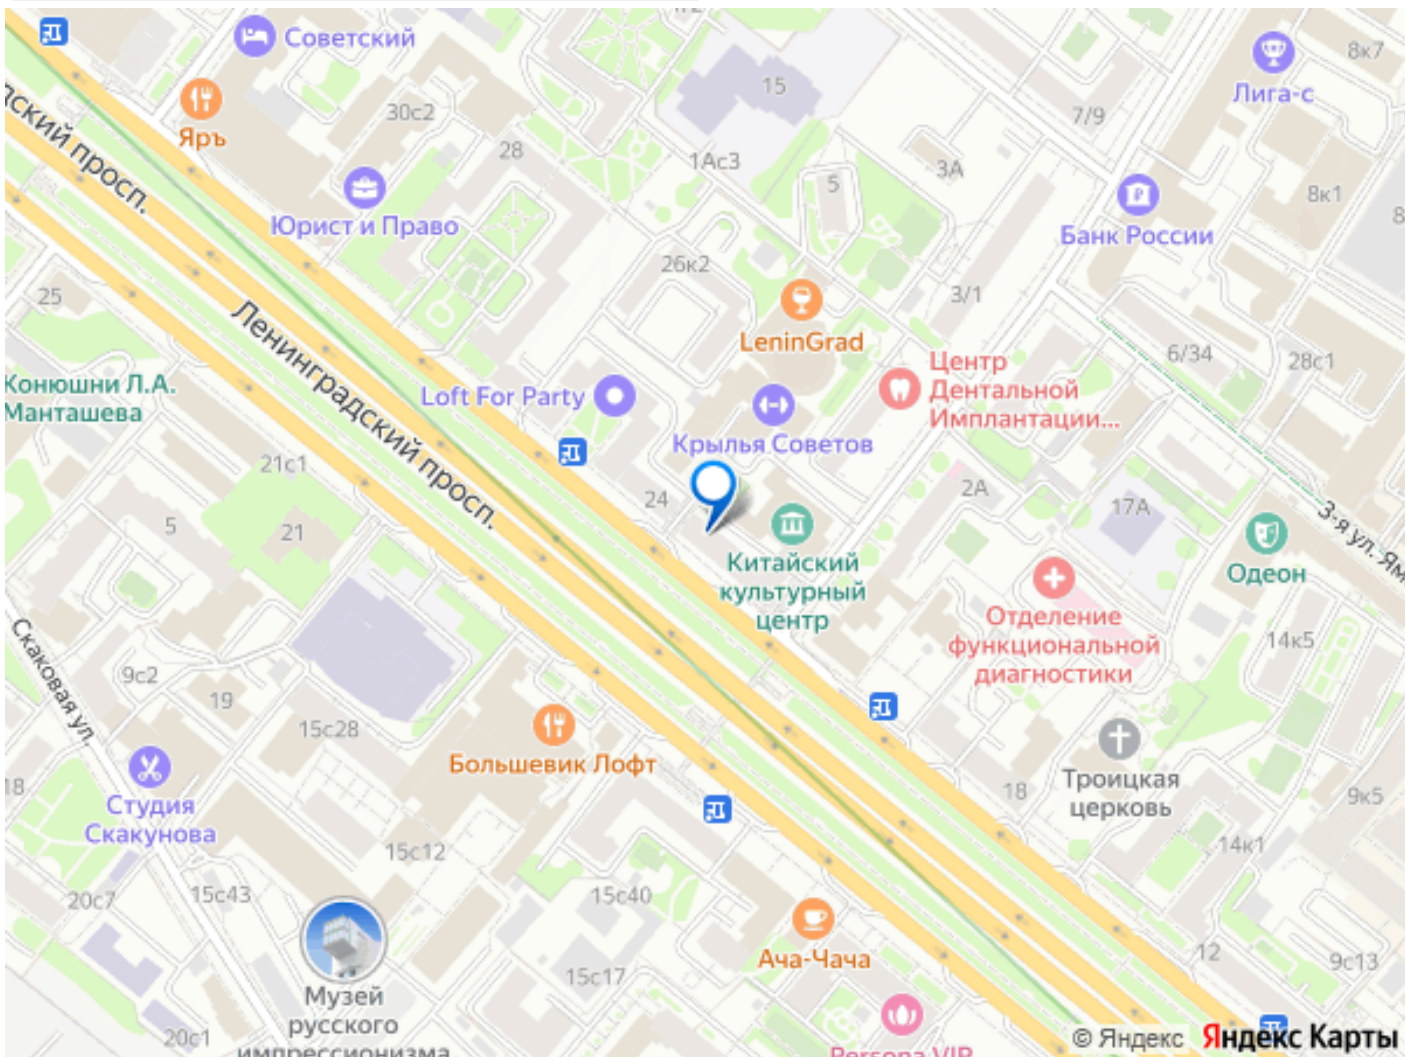 Советский
8к7
Лига-с
Яръ
30с2
15
7/9
28
1Ас3
3А
5
Юрист и Право
8к1
Банк России
Ленинградский просп.
26к2
25
3/1
LeninGrad
6/34
28с1
Конюшни Л.А.
Манташева
Loft For Party
Центр
Дентальной
Имплантации...
Крылья Советов
21с1
24
2А
17А
3-я ул. Ям
5
21
Китайский
культурный
центр
Одеон
Отделение
функциональной
диагностики
14к5
Скаковая ул.
9с2
19
15с28
Большевик Лофт
18
Троицкая
церковь
18
9к5
Студия
Скакунова
14к1
15с12
20с7
15с43
15с40
Ача-Чача
12
9с13
15с17
Музей
русского
импрессионизма
20с1
Persona VIP
© Яндекс Яндекс Карты